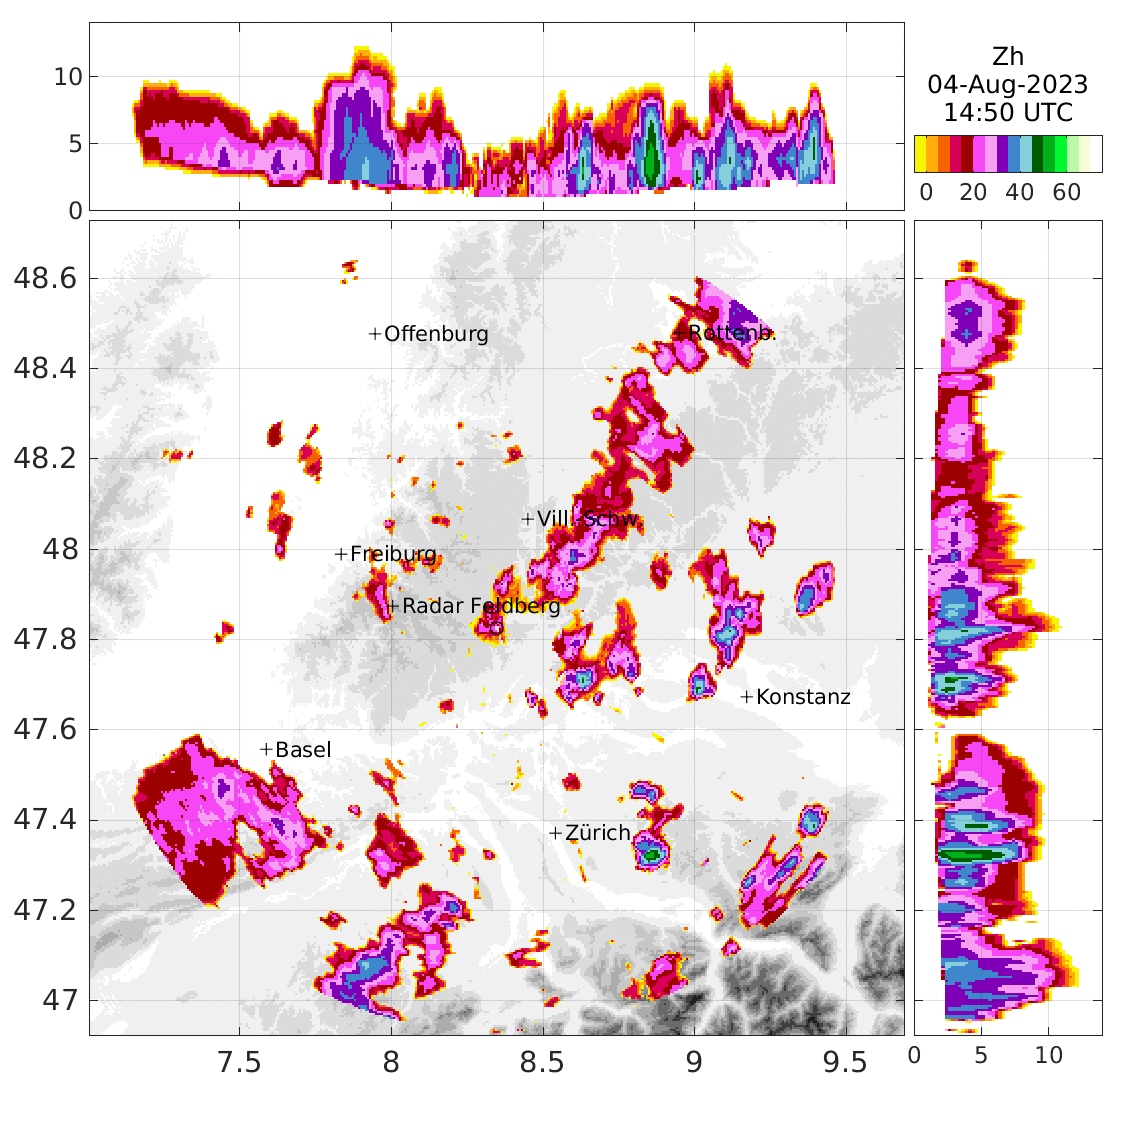 10
5
0
Zh
04-Aug-2023
14:50 UTC
0 20 40 60
48.6
48.4
48.2
48
47.8
47.6
47.4
47.2
47
+Offenburg
+Rottenb.
+Vill.-Schw.
+Freiburg
+Radar Feldberg
+Konstanz
+Basel
+Zürich
7.5 8 8.5 9 9.5
0 5 10